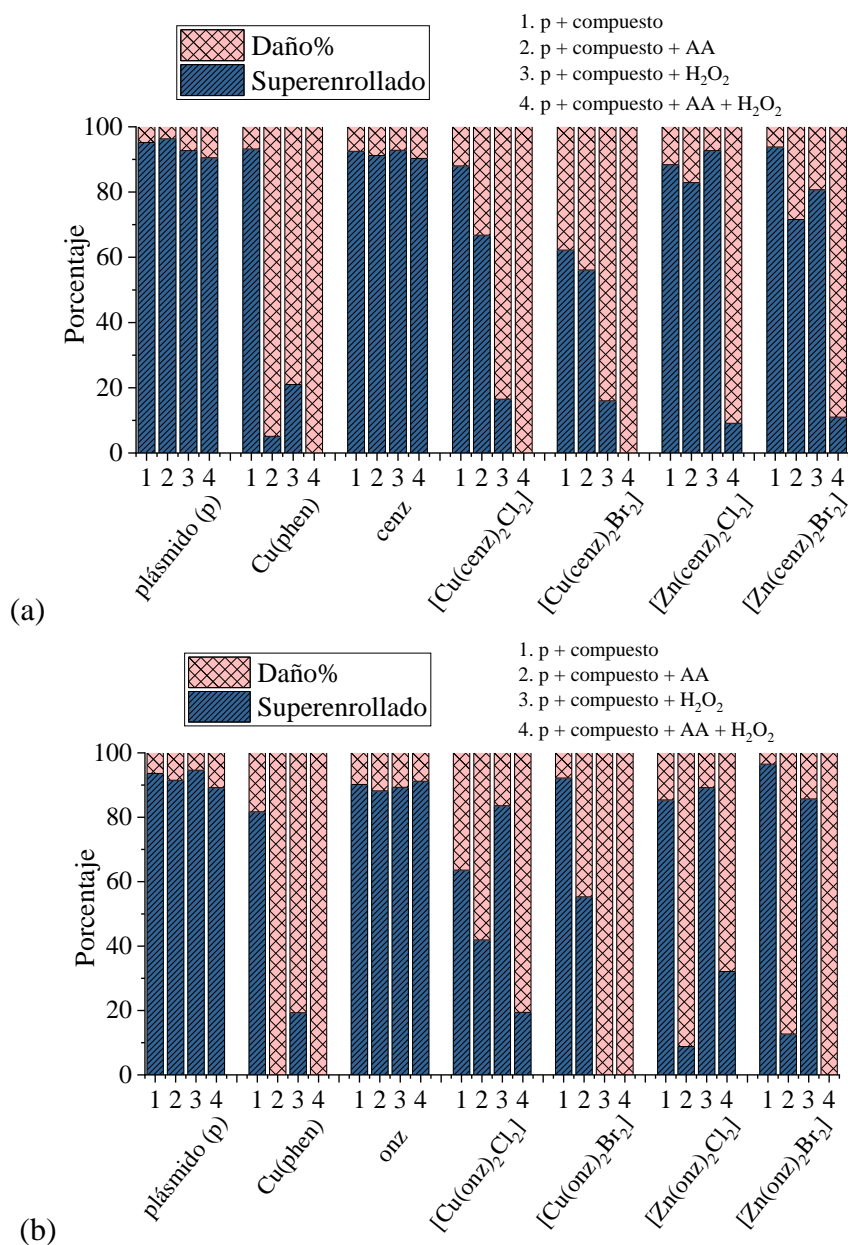 Daño%
Superenrollado
1. p + compuesto
2. p + compuesto + AA
3. p + compuesto + H₂O₂
4. p + compuesto + AA + H₂O₂
Porcentaje
100
80
60
40
20
0
1 2 3 4 1 2 3 4 1 2 3 4 1 2 3 4 1 2 3 4 1 2 3 4 1 2 3 4
plásmido (p)
Cu(phen)
cenz
[Cu(cenz)₂Cl₂]
[Cu(cenz)₂Br₂]
[Zn(cenz)₂Cl₂]
[Zn(cenz)₂Br₂]
(a)
Daño%
Superenrollado
1. p + compuesto
2. p + compuesto + AA
3. p + compuesto + H₂O₂
4. p + compuesto + AA + H₂O₂
Porcentaje
100
80
60
40
20
0
1 2 3 4 1 2 3 4 1 2 3 4 1 2 3 4 1 2 3 4 1 2 3 4 1 2 3 4
plásmido (p)
Cu(phen)
onz
[Cu(onz)₂Cl₂]
[Cu(onz)₂Br₂]
[Zn(onz)₂Cl₂]
[Zn(onz)₂Br₂]
(b)